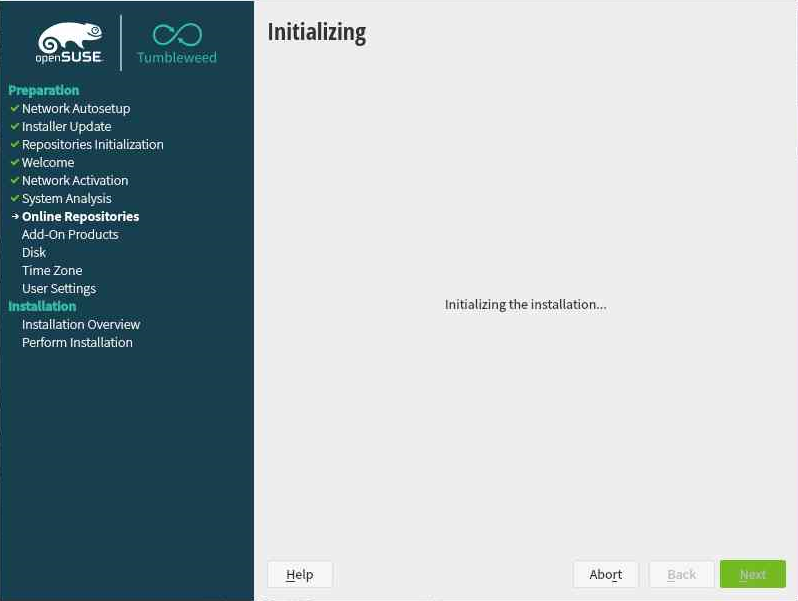 openSUSE
Tumbleweed
Preparation
Network Autosetup
Installer Update
Repositories Initialization
Welcome
Network Activation
System Analysis
Online Repositories
Add-On Products
Disk
Time Zone
User Settings
Installation
Installation Overview
Perform Installation
Initializing
Initializing the installation...
Help
Abort
Back
Next